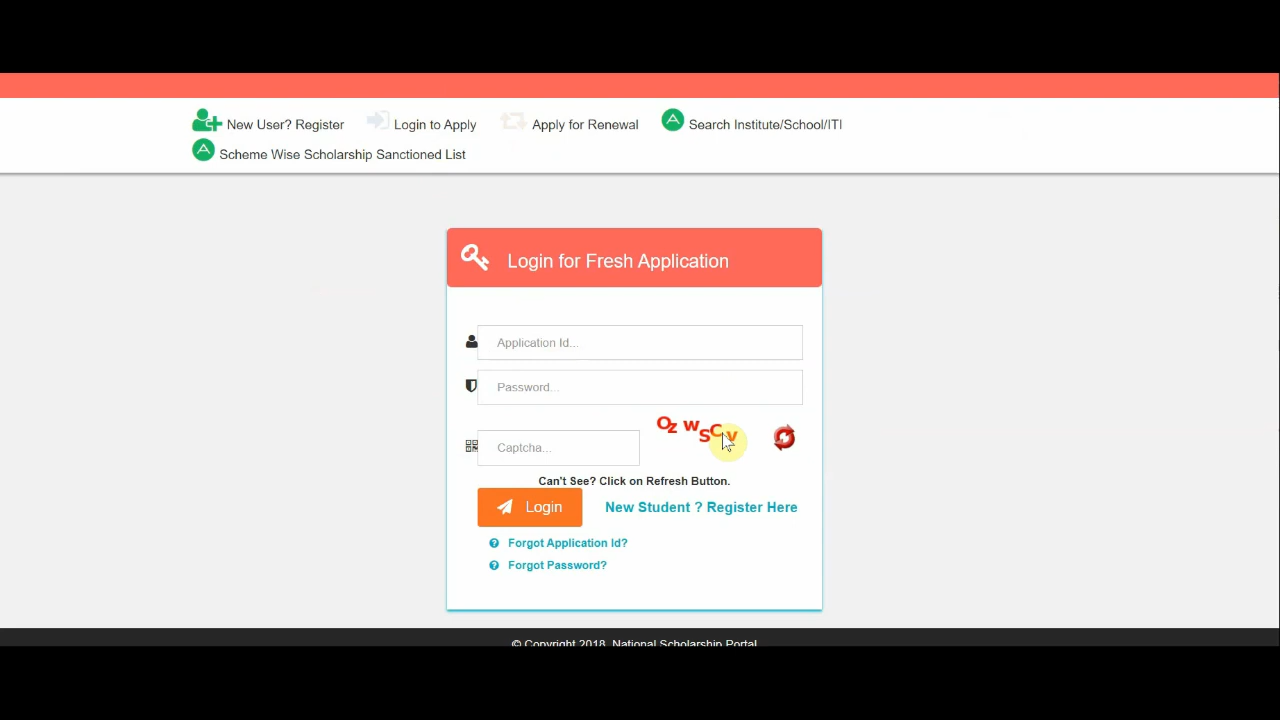 New User? Register Login to Apply Apply for Renewal Search Institute/School/ITI
Scheme Wise Scholarship Sanctioned List
Login for Fresh Application
Application Id...
Password...
Captcha... Oz wSCv
Can't See? Click on Refresh Button.
Login New Student ? Register Here
Forgot Application Id?
Forgot Password?
© Copyright 2018, National Scholarship Portal